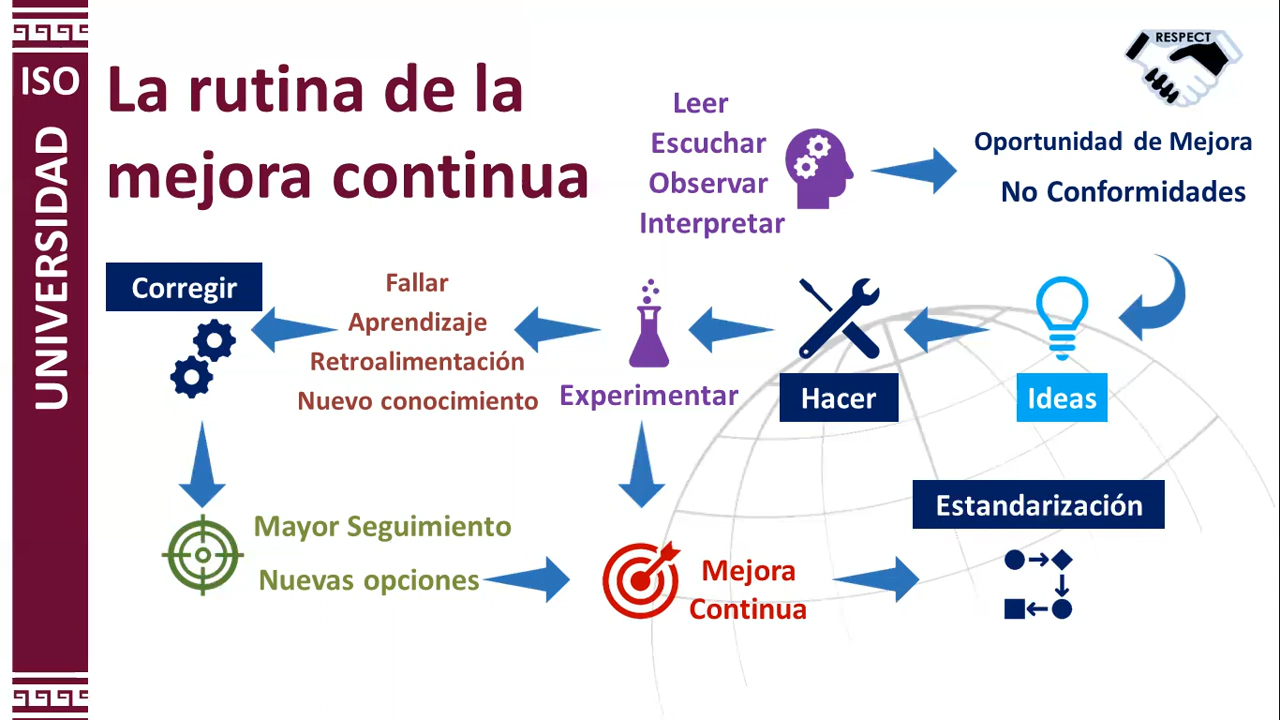 ISO
UNIVERSIDAD
La rutina de la
mejora continua
RESPECT
Leer
Escuchar
Observar
Interpretar
Oportunidad de Mejora
No Conformidades
Ideas
Hacer
Experimentar
Fallar
Aprendizaje
Retroalimentación
Nuevo conocimiento
Corregir
Mayor Seguimiento
Nuevas opciones
Mejora
Continua
Estandarización